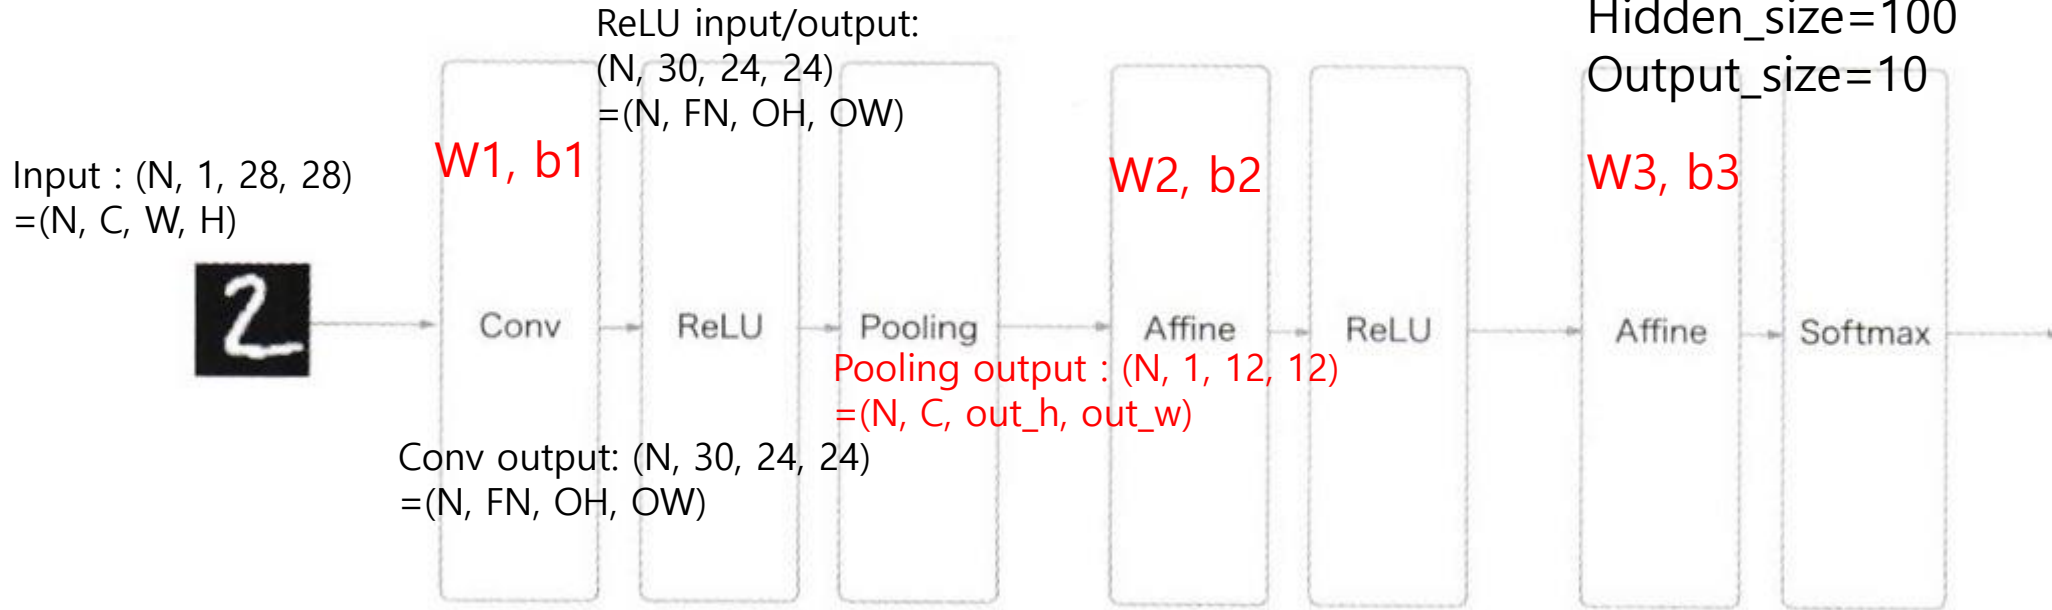 ReLU input/output:
(N, 30, 24, 24)
=(N, FN, OH, OW)
Hidden_size=100
Output_size=10
Input : (N, 1, 28, 28)
=(N, C, W, H)
W1, b1
W2, b2
W3, b3
2
Conv
ReLU
Pooling
Affine
ReLU
Affine
Softmax
Pooling output : (N, 1, 12, 12)
=(N, C, out_h, out_w)
Conv output: (N, 30, 24, 24)
=(N, FN, OH, OW)